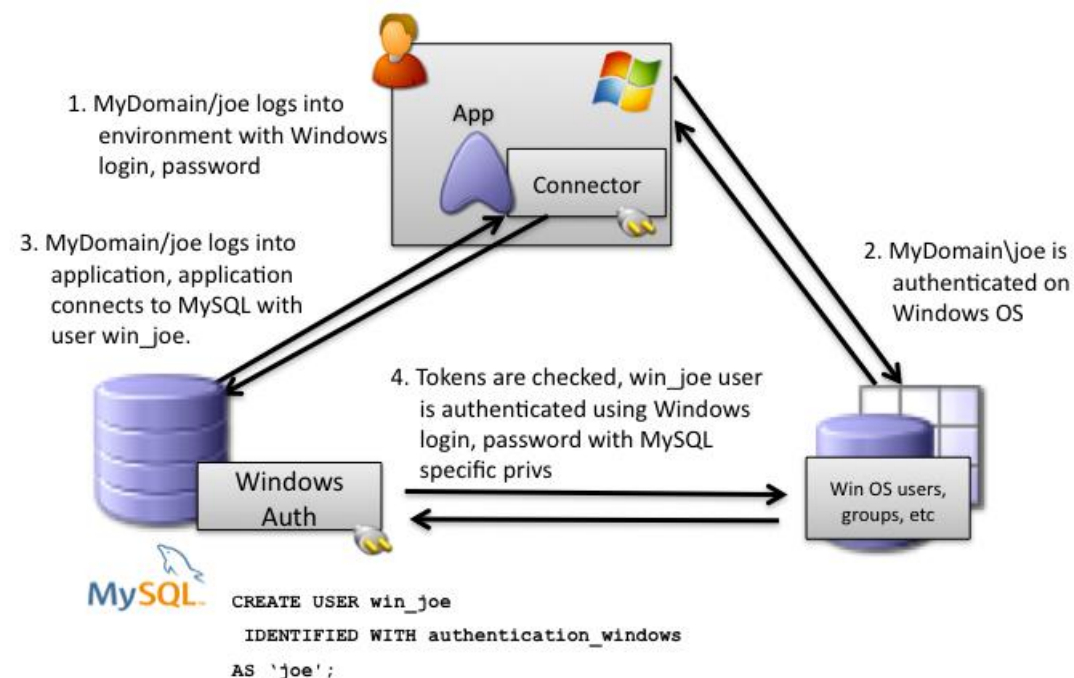 1. MyDomain/joe logs into
environment with Windows
login, password
App
Connector
3. MyDomain/joe logs into
application, application
connects to MySQL with
user win_joe.
2. MyDomain\joe is
authenticated on
Windows OS
4. Tokens are checked, win_joe user
is authenticated using Windows
login, password with MySQL
specific privs
Windows
Auth
Win OS users,
groups, etc
MySQL
CREATE USER win_joe
IDENTIFIED WITH authentication_windows
AS `joe';